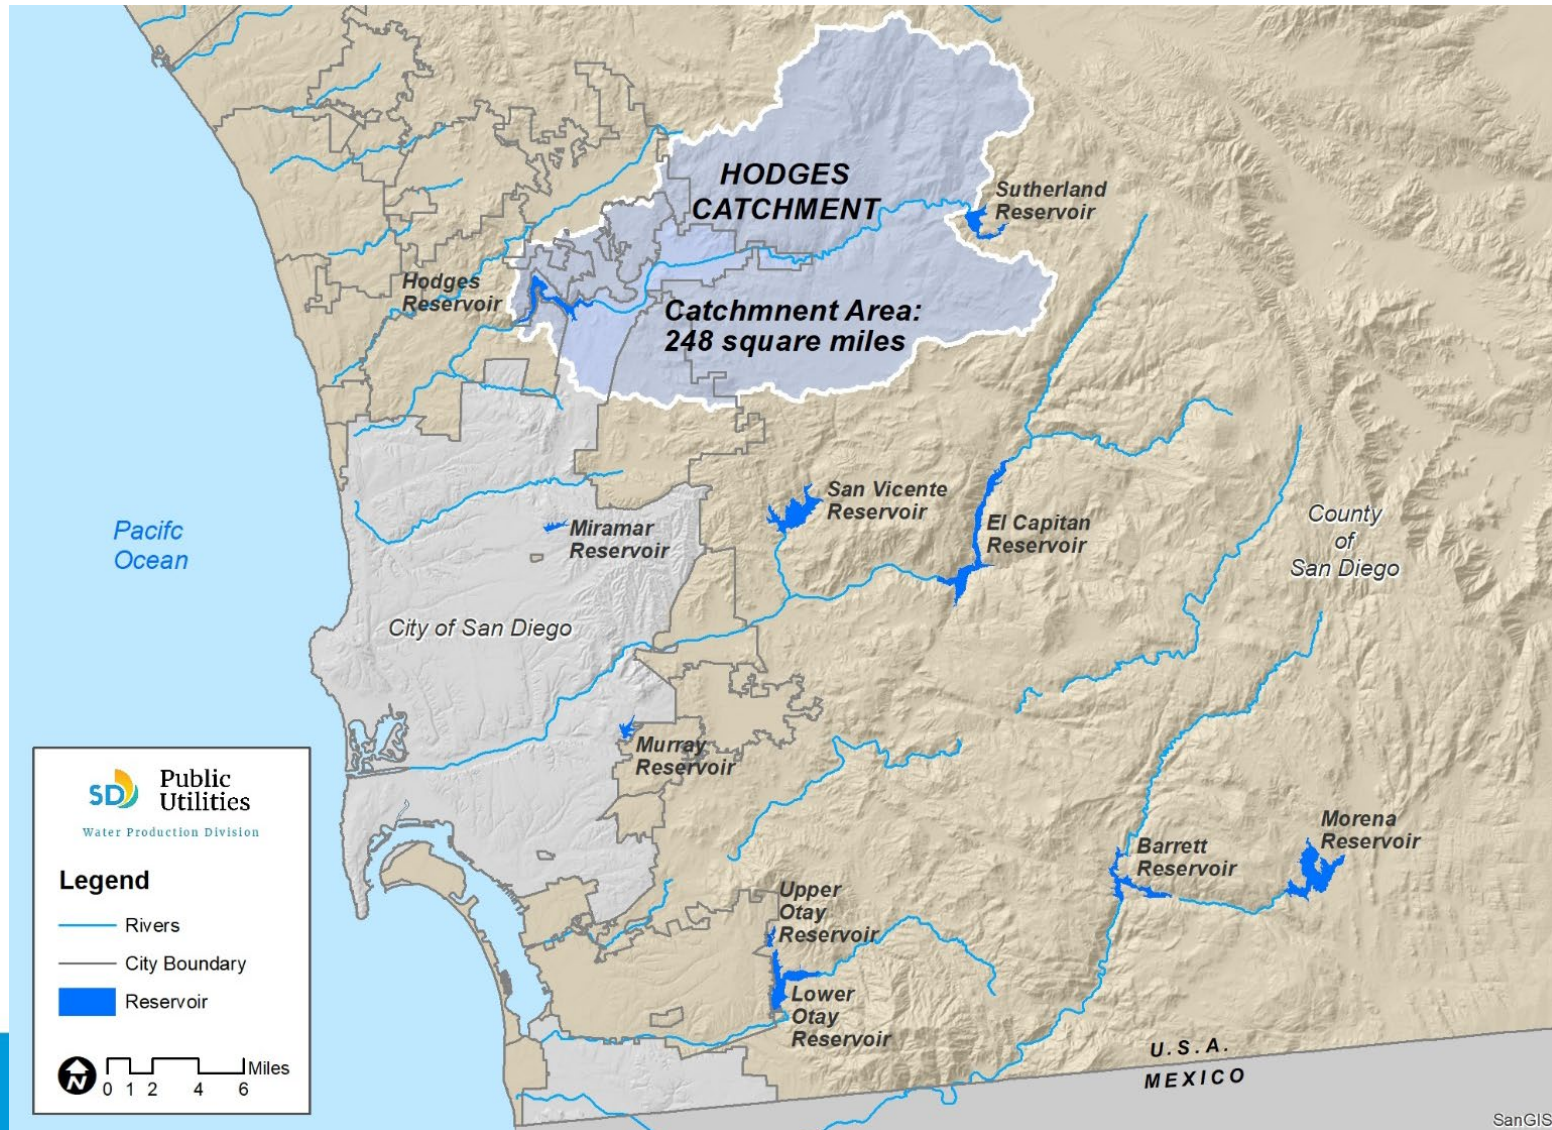 HODGES
CATCHMENT
Sutherland
Reservoir
Hodges
Reservoir
Catchmnent Area:
248 square miles
San Vicente
Reservoir
El Capitan
Reservoir
County
of
San Diego
Miramar
Reservoir
Pacifc
Ocean
City of San Diego
Murray
Reservoir
Morena
Reservoir
Barrett
Reservoir
Upper
Otay
Reservoir
Lower
Otay
Reservoir
U.S.A.
MEXICO
SD
Public
Utilities
Water Production Division
Legend
Rivers
City Boundary
Reservoir
N
Miles
0 1 2 4 6
SanGIS